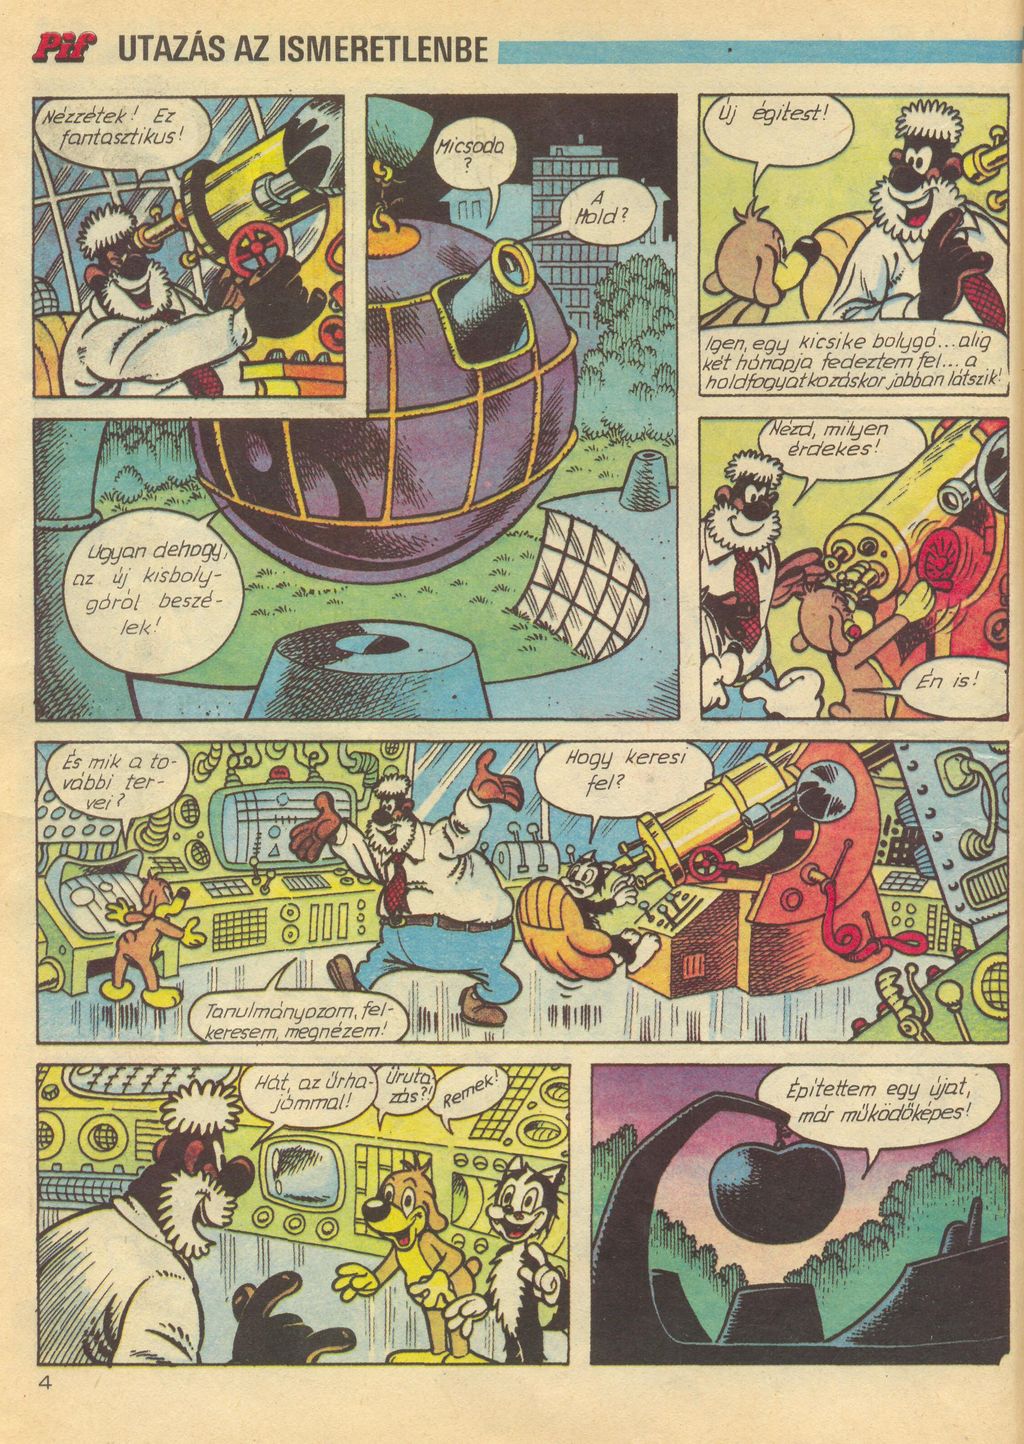 Pif UTAZÁS AZ ISMERETLENBE
Nézzétek! Ez
fantasztikus!
Micsoda
?
A
Hold?
Ugyan dehogy,
az új kisboly-
góról beszé-
lek!
Új égitest!
Igen, egy kicsike bolygó...alig
két hónapja fedeztem fel... a
holdfogyatkozáskor jobban látszik!
Nézd, milyen
érdekes!
Én is!
És mik a to-
vábbi ter-
vei?
Tanulmányozom, fel-
keresem, megnézem!
Hogy keresi
fel?
Hát, az űrha-
jómmal!
Űruta-
zás?!
Remek!
Építettem egy újat,
már működőképes!
4